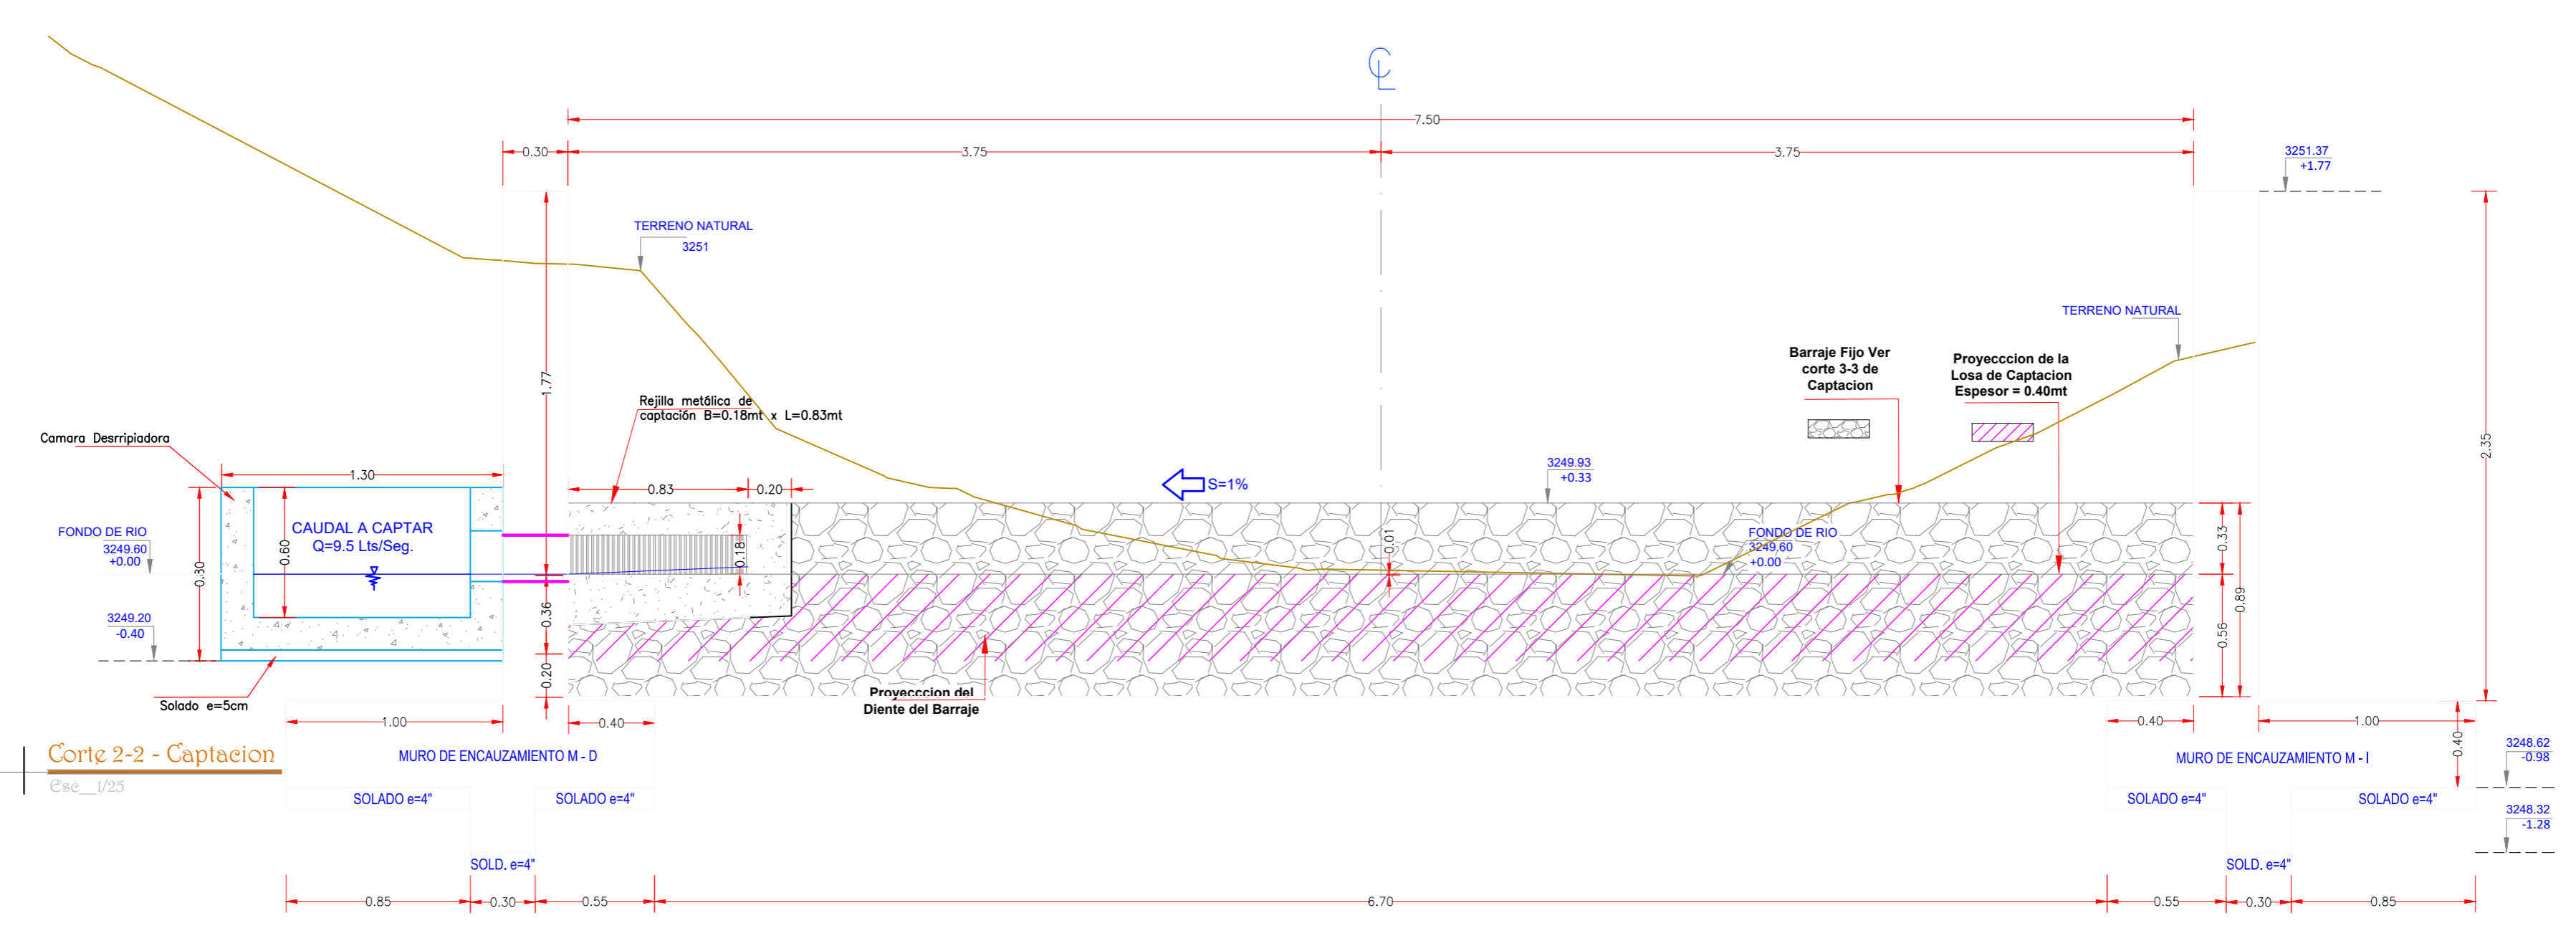 CL
7.50
0.30
3.75
3.75
3251.37
+1.77
TERRENO NATURAL
3251
TERRENO NATURAL
1.77
Barraje Fijo Ver
corte 3-3 de
Captacion
Proyecccion de la
Losa de Captacion
Espesor = 0.40mt
Rejilla metálica de
captación B=0.18mt x L=0.83mt
2.35
Camara Desrripiadora
1.30
0.83
0.20
S=1%
3249.93
+0.33
CAUDAL A CAPTAR
Q=9.5 Lts/Seg.
FONDO DE RIO
3249.60
+0.00
0.80
0.60
0.18
0.01
FONDO DE RIO
3249.60
+0.00
0.33
0.89
0.56
3249.20
-0.40
0.36
0.20
Solado e=5cm
Proyecccion del
Diente del Barraje
1.00
0.40
0.40
1.00
0.40
Corte 2-2 - Captacion
Esc__1/25
MURO DE ENCAUZAMIENTO M - D
MURO DE ENCAUZAMIENTO M - I
3248.62
-0.98
SOLADO e=4"
SOLADO e=4"
SOLADO e=4"
SOLADO e=4"
3248.32
-1.28
SOLD. e=4"
SOLD. e=4"
0.85
0.30
0.55
6.70
0.55
0.30
0.85